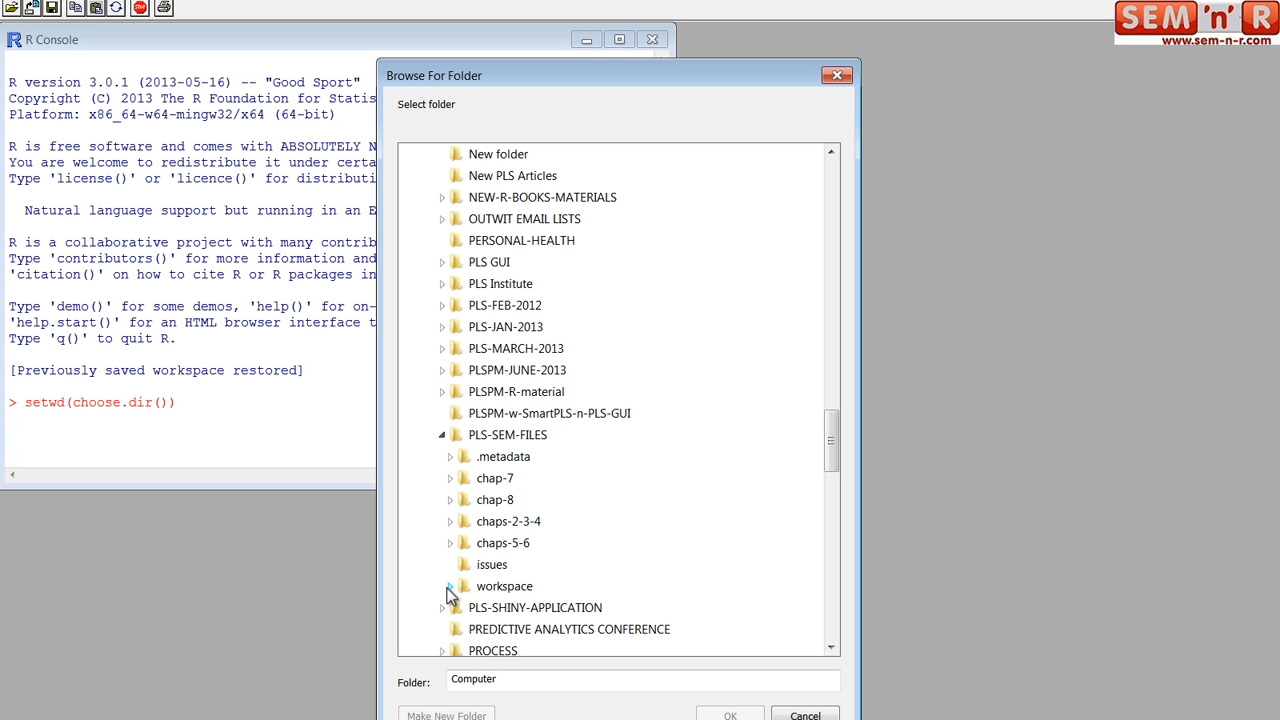 SEM 'n' R
www.sem-n-r.com
R Console
R version 3.0.1 (2013-05-16) -- "Good Sport"
Copyright (C) 2013 The R Foundation for Statis
Platform: x86_64-w64-mingw32/x64 (64-bit)
R is free software and comes with ABSOLUTELY N
You are welcome to redistribute it under certa
Type 'license()' or 'licence()' for distributi
Natural language support but running in an E
R is a collaborative project with many contrib
Type 'contributors()' for more information and
'citation()' on how to cite R or R packages in
Type 'demo()' for some demos, 'help()' for on-
'help.start()' for an HTML browser interface t
Type 'q()' to quit R.
[Previously saved workspace restored]
> setwd(choose.dir())
Browse For Folder
Select folder
New folder
New PLS Articles
NEW-R-BOOKS-MATERIALS
OUTWIT EMAIL LISTS
PERSONAL-HEALTH
PLS GUI
PLS Institute
PLS-FEB-2012
PLS-JAN-2013
PLS-MARCH-2013
PLSPM-JUNE-2013
PLSPM-R-material
PLSPM-w-SmartPLS-n-PLS-GUI
PLS-SEM-FILES
.metadata
chap-7
chap-8
chaps-2-3-4
chaps-5-6
issues
workspace
PLS-SHINY-APPLICATION
PREDICTIVE ANALYTICS CONFERENCE
PROCESS
Folder: Computer
Make New Folder OK Cancel